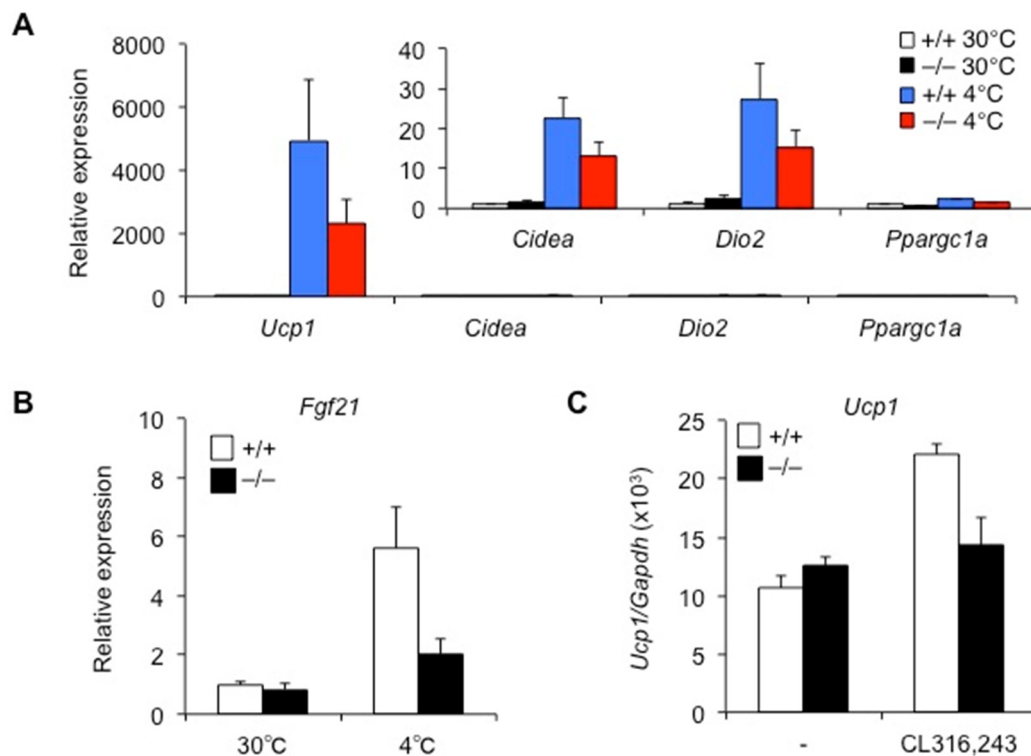 A
Relative expression
8000
6000
4000
2000
0
40
30
20
10
0
+/+ 30°C
–/– 30°C
+/+ 4°C
–/– 4°C
Cidea Dio2 Ppargc1a
Ucp1 Cidea Dio2 Ppargc1a
B
Fgf21
Relative expression
10
8
6
4
2
0
+/+
–/–
30°C 4°C
C
Ucp1
Ucp1/Gapdh (x10³)
25
20
15
10
5
0
+/+
–/–
- CL316,243